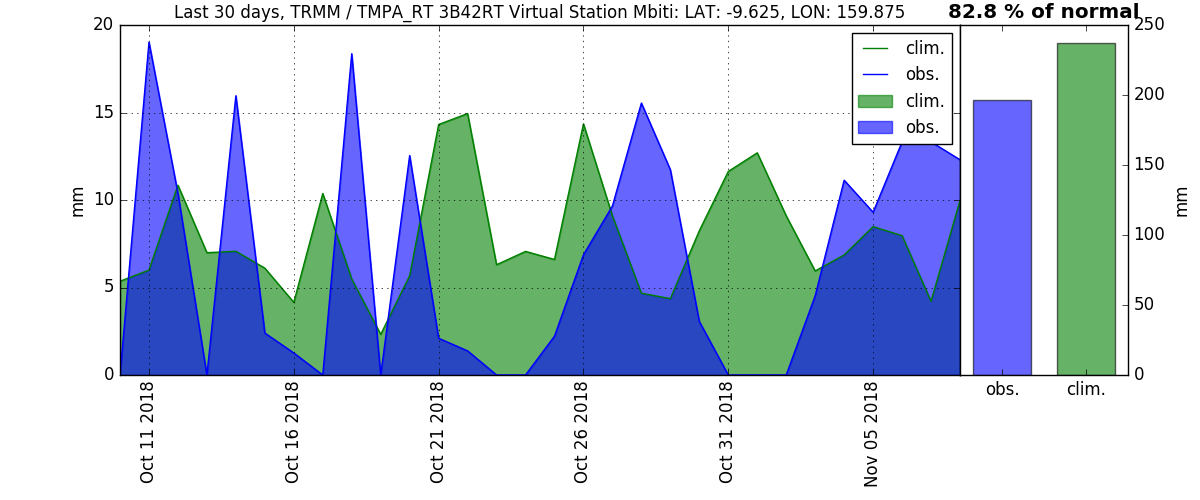 Last 30 days, TRMM / TMPA_RT 3B42RT Virtual Station Mbiti: LAT: -9.625, LON: 159.875
82.8 % of normal
20
15
10
5
0
mm
clim.
obs.
clim.
obs.
250
200
150
100
50
0
mm
Oct 11 2018
Oct 16 2018
Oct 21 2018
Oct 26 2018
Oct 31 2018
Nov 05 2018
obs.
clim.